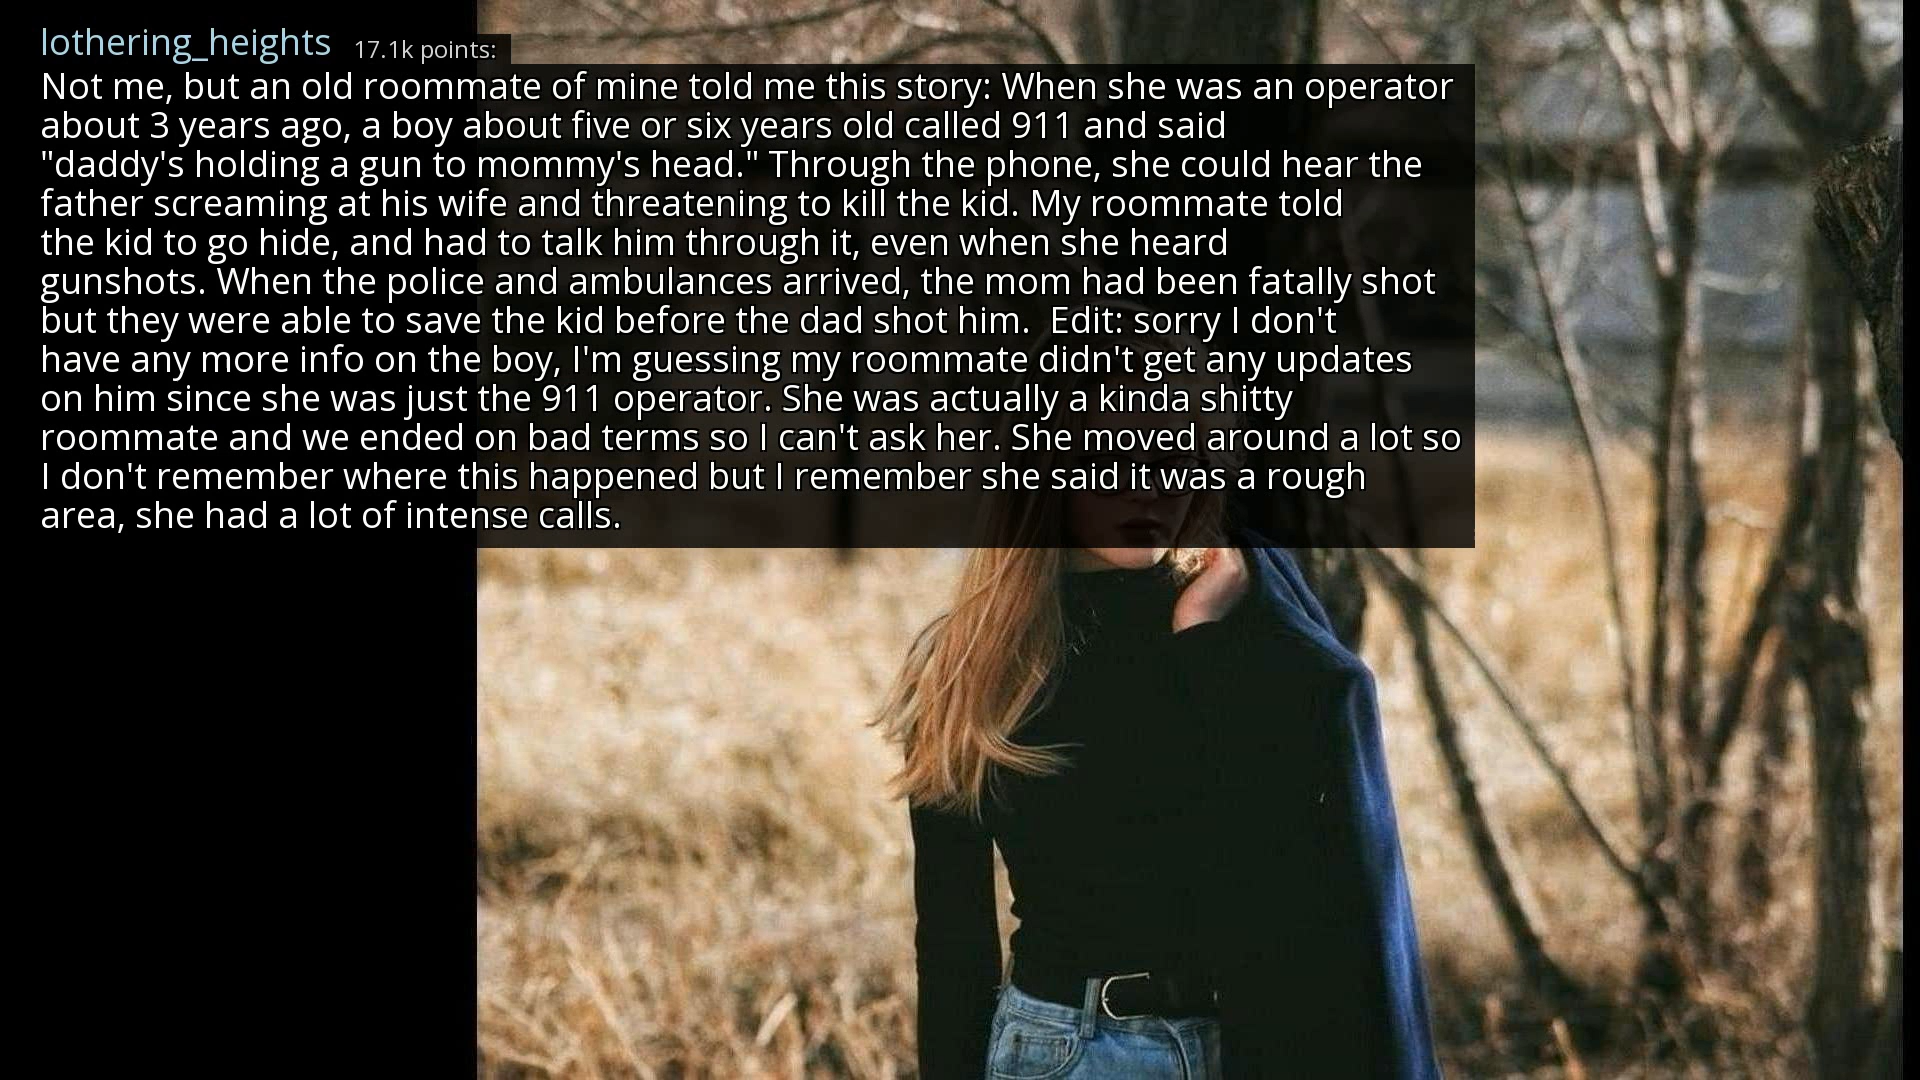 lothering_heights 17.1k points:
Not me, but an old roommate of mine told me this story: When she was an operator
about 3 years ago, a boy about five or six years old called 911 and said
"daddy's holding a gun to mommy's head." Through the phone, she could hear the
father screaming at his wife and threatening to kill the kid. My roommate told
the kid to go hide, and had to talk him through it, even when she heard
gunshots. When the police and ambulances arrived, the mom had been fatally shot
but they were able to save the kid before the dad shot him.  Edit: sorry I don't
have any more info on the boy, I'm guessing my roommate didn't get any updates
on him since she was just the 911 operator. She was actually a kinda shitty
roommate and we ended on bad terms so I can't ask her. She moved around a lot so
I don't remember where this happened but I remember she said it was a rough
area, she had a lot of intense calls.